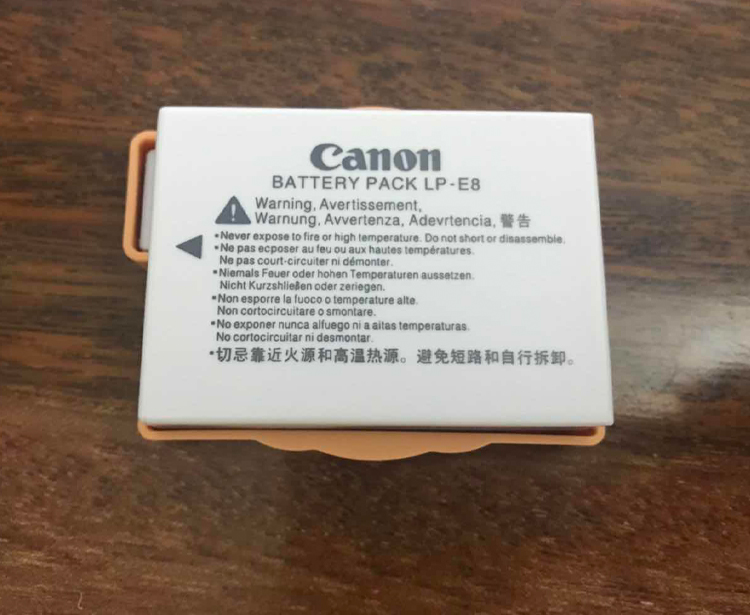 Canon
BATTERY PACK LP-E8
Warning, Avertissement,
Warnung, Avvertenza, Adevrtencia, 警告
•Never expose to fire or high temperature. Do not short or disassemble.
•Ne pas ecposer au feu ou aux hautes températures.
Ne pas court-circuiter ni démonter.
•Niemals Feuer oder hohen Temperaturen aussetzen.
Nicht Kurzshließen oder zeriegen.
•Non esporre la fuoco o temperature alte.
Non cortocircuitare o smontare.
•No exponer nunca alfuego ni a aitas temperaturas.
No cortocircuitar ni desmontar.
•切忌靠近火源和高温热源。避免短路和自行拆卸。